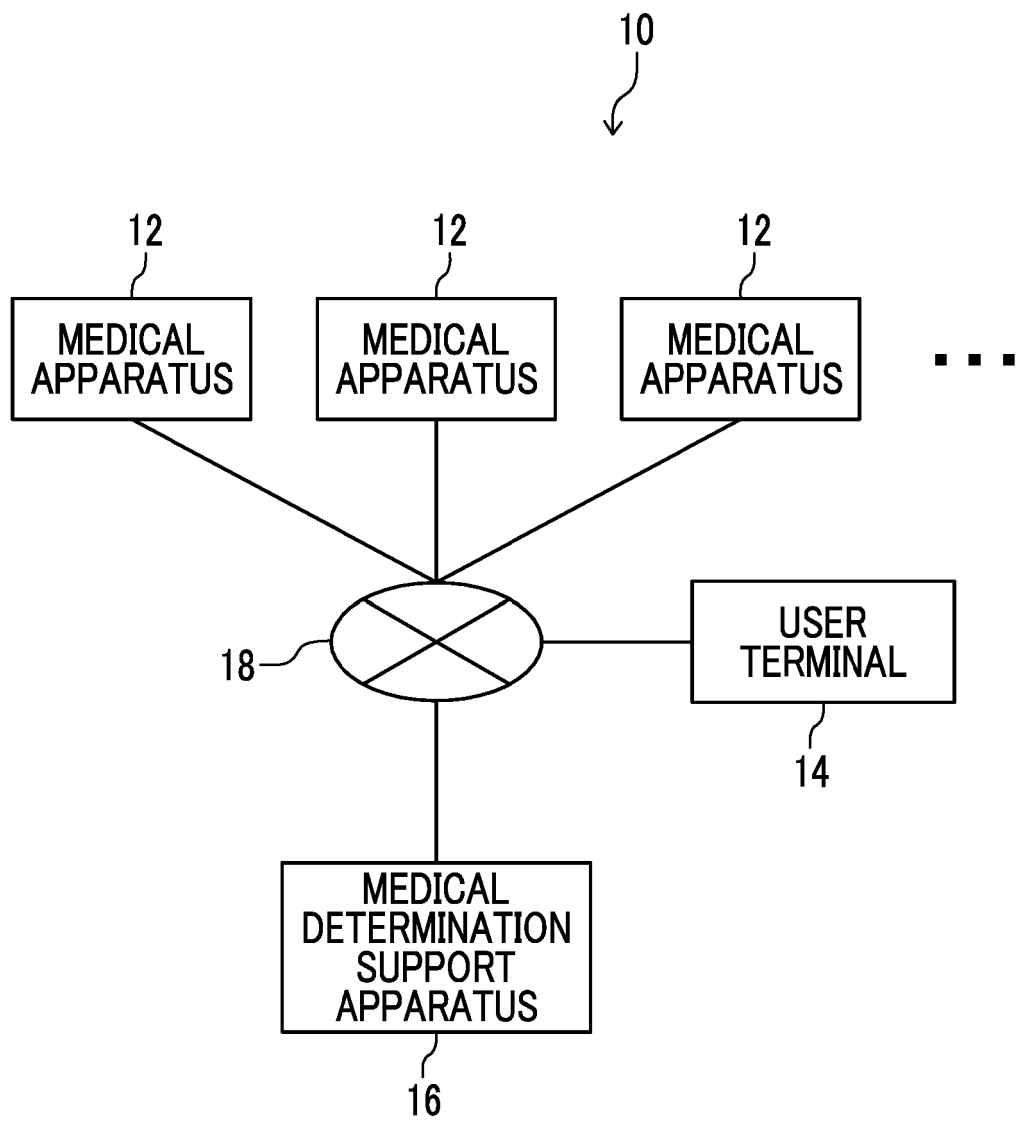 10
12
12
12
MEDICAL
APPARATUS
MEDICAL
APPARATUS
MEDICAL
APPARATUS
18
USER
TERMINAL
14
MEDICAL
DETERMINATION
SUPPORT
APPARATUS
16